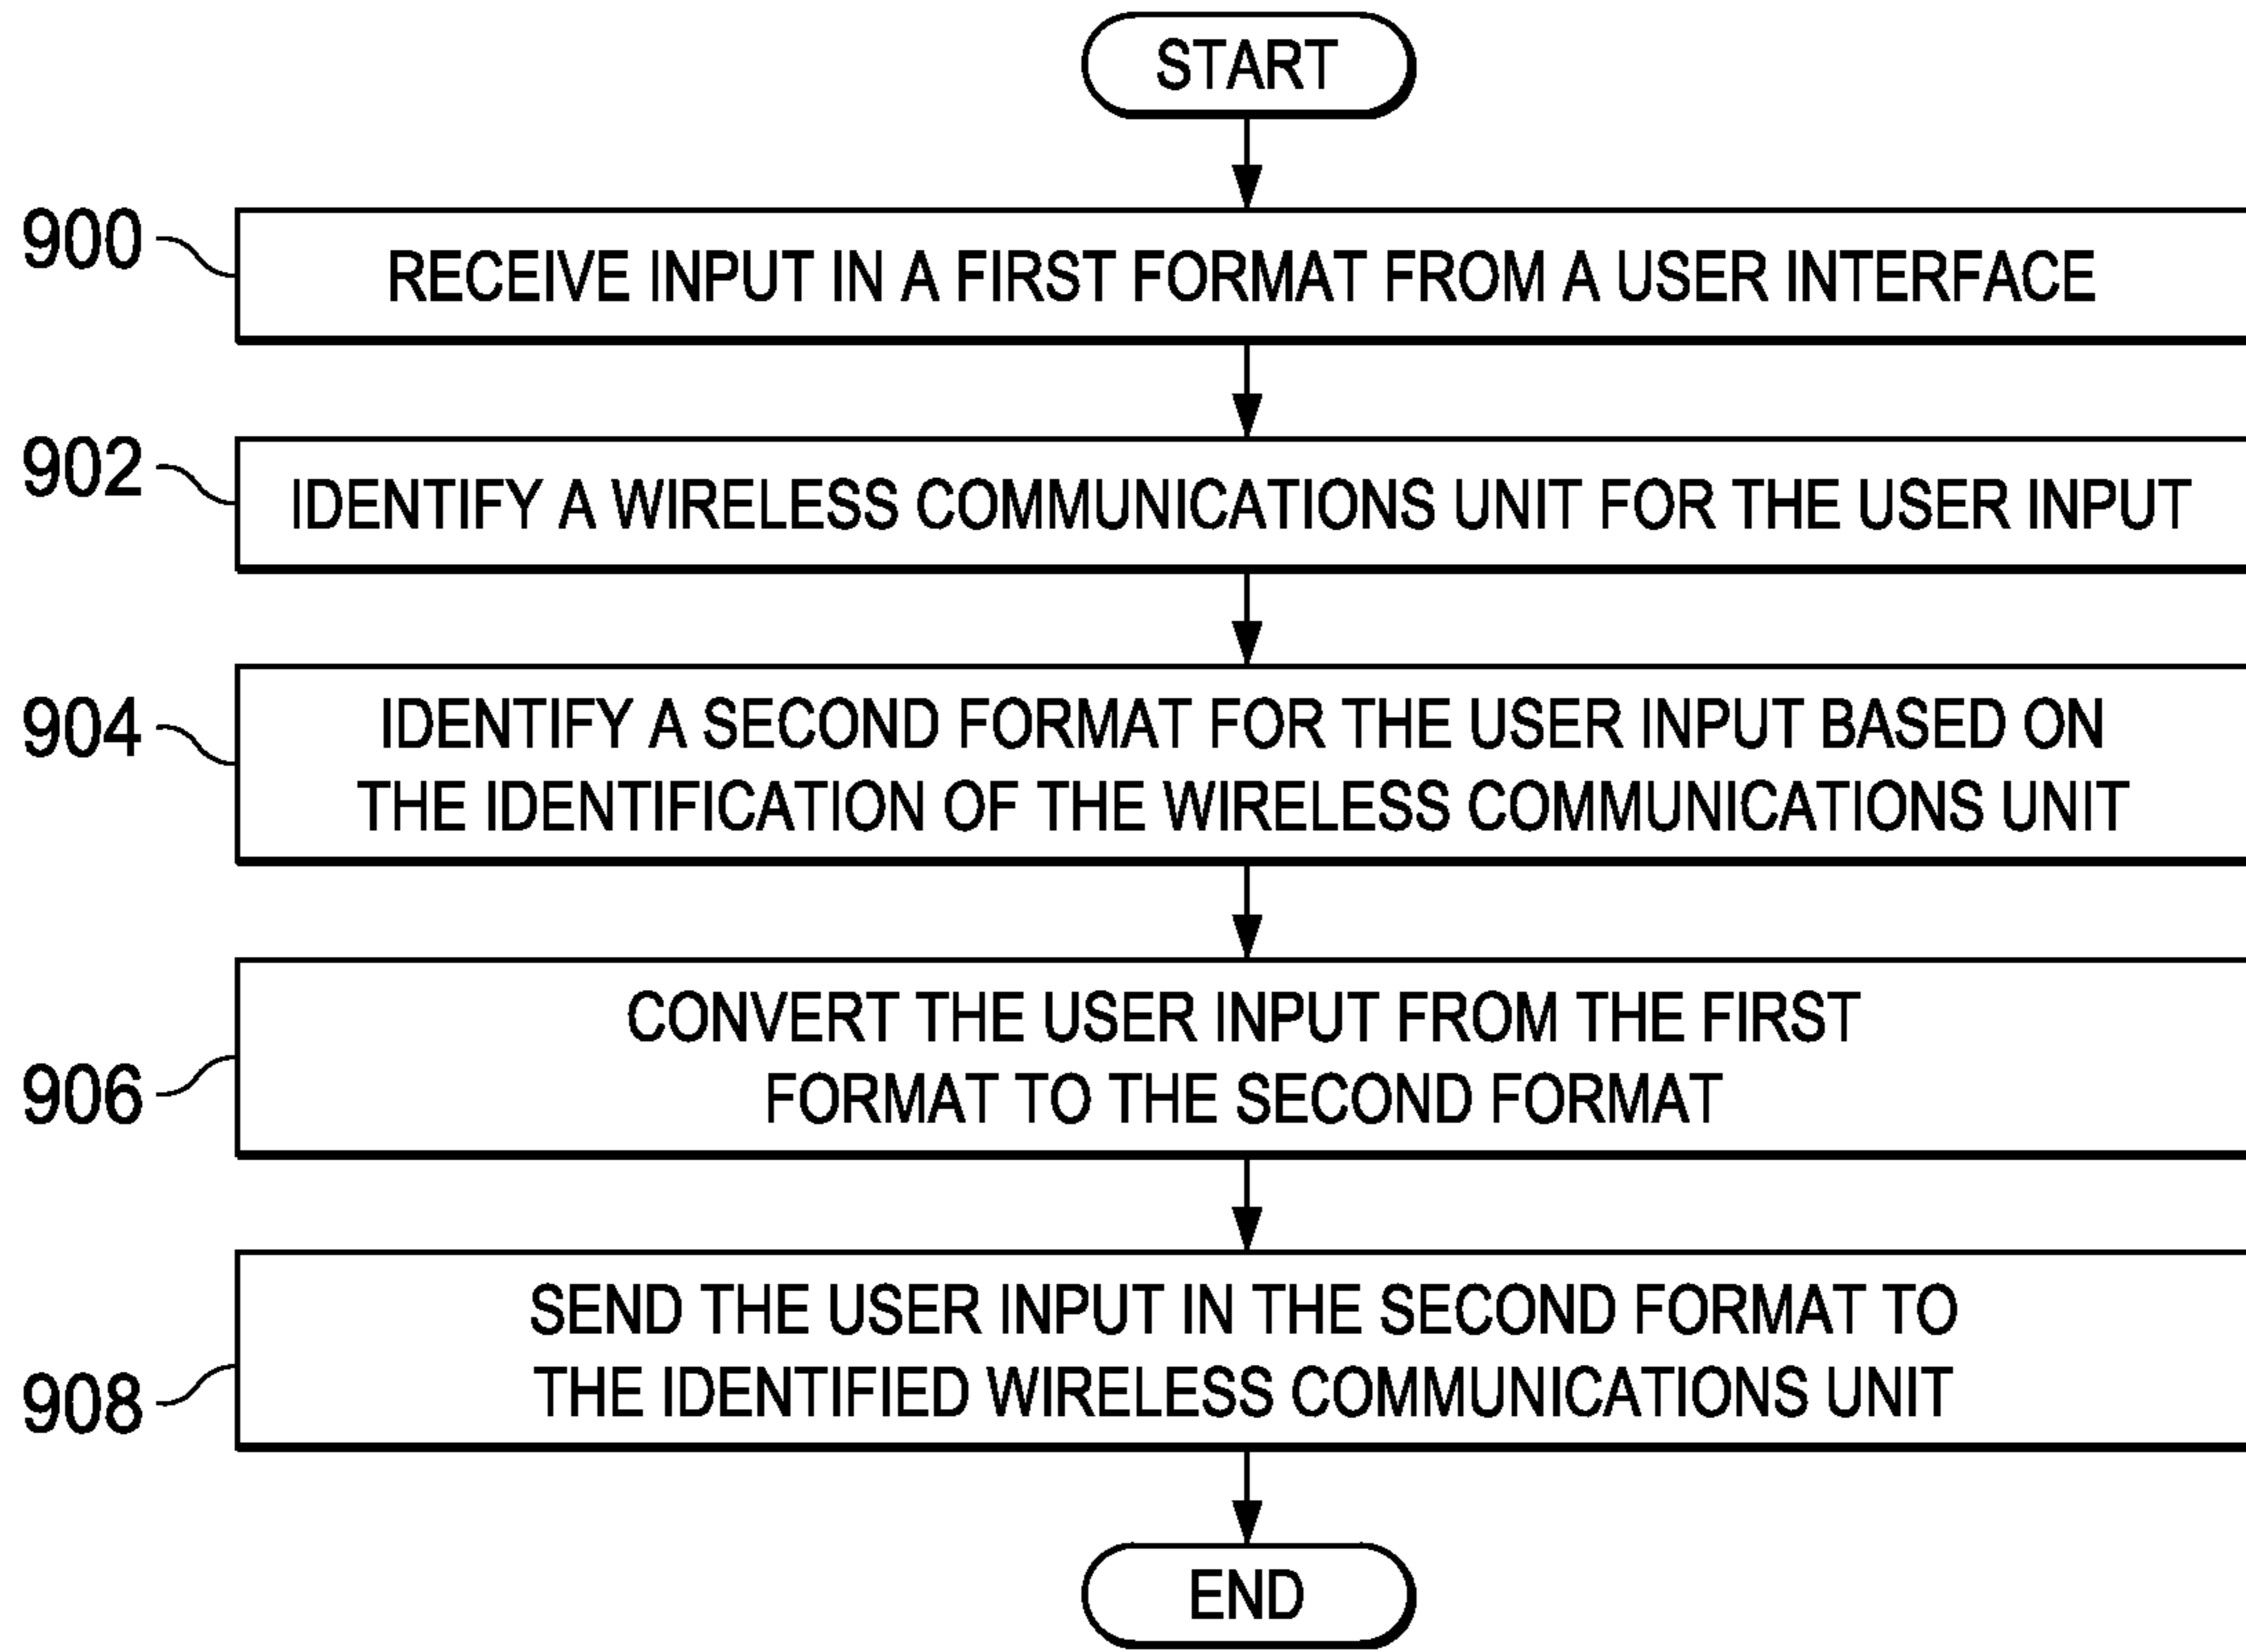 START
900
RECEIVE INPUT IN A FIRST FORMAT FROM A USER INTERFACE
902
IDENTIFY A WIRELESS COMMUNICATIONS UNIT FOR THE USER INPUT
904
IDENTIFY A SECOND FORMAT FOR THE USER INPUT BASED ON
THE IDENTIFICATION OF THE WIRELESS COMMUNICATIONS UNIT
906
CONVERT THE USER INPUT FROM THE FIRST
FORMAT TO THE SECOND FORMAT
908
SEND THE USER INPUT IN THE SECOND FORMAT TO
THE IDENTIFIED WIRELESS COMMUNICATIONS UNIT
END